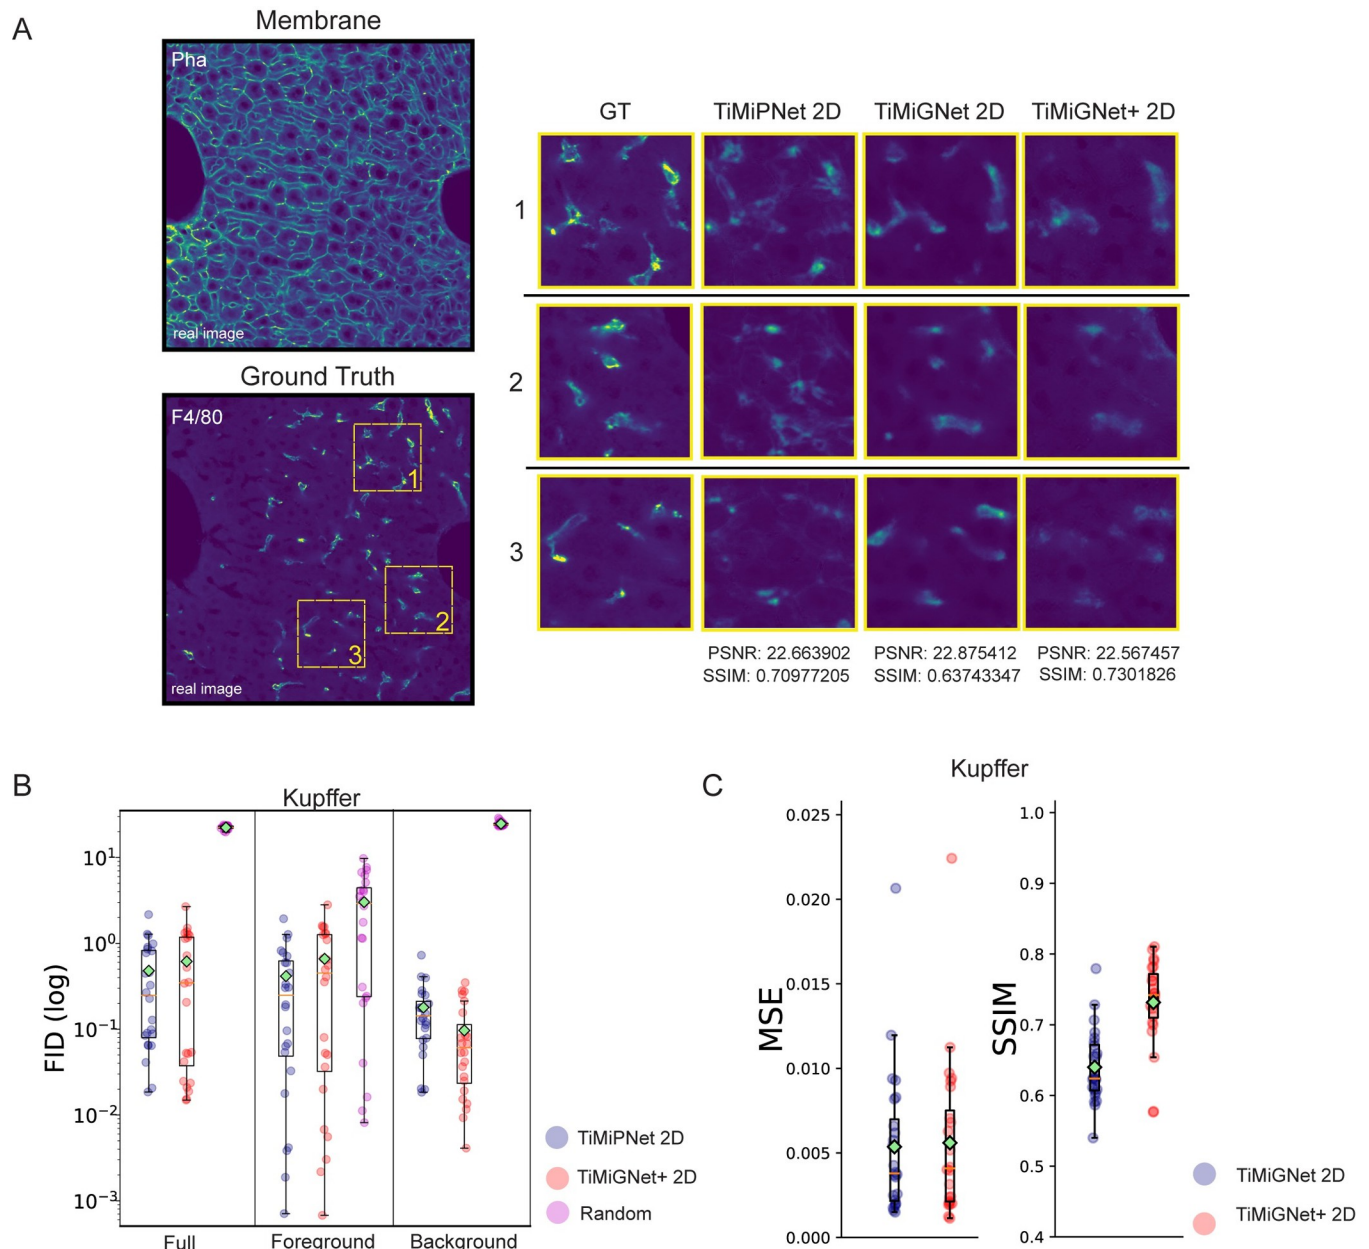 A
Membrane
Pha
real image
Ground Truth
F4/80
1
2
3
real image
GT TiMiPNet 2D TiMiGNet 2D TiMiGNet+ 2D
1
2
3
PSNR: 22.663902 PSNR: 22.875412 PSNR: 22.567457
SSIM: 0.70977205 SSIM: 0.63743347 SSIM: 0.7301826
B
Kupffer
FID (log)
10¹
10⁰
10⁻¹
10⁻²
10⁻³
Full Foreground Background
TiMiPNet 2D
TiMiGNet+ 2D
Random
C
Kupffer
MSE
0.025
0.020
0.015
0.010
0.005
0.000
SSIM
1.0
0.9
0.8
0.7
0.6
0.5
0.4
TiMiGNet 2D
TiMiGNet+ 2D